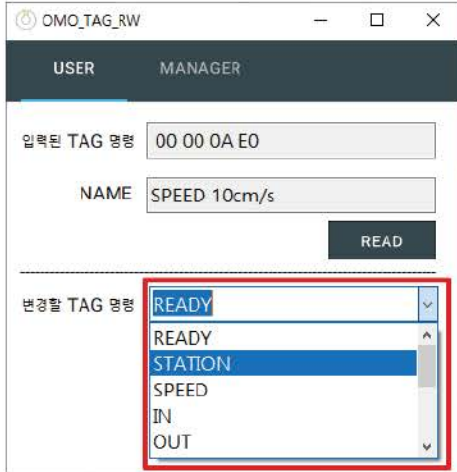 OMO_TAG_RW
USER MANAGER
입력된 TAG 명령 00 00 0A E0
NAME SPEED 10cm/s
READ
변경할 TAG 명령 READY
READY
STATION
SPEED
IN
OUT